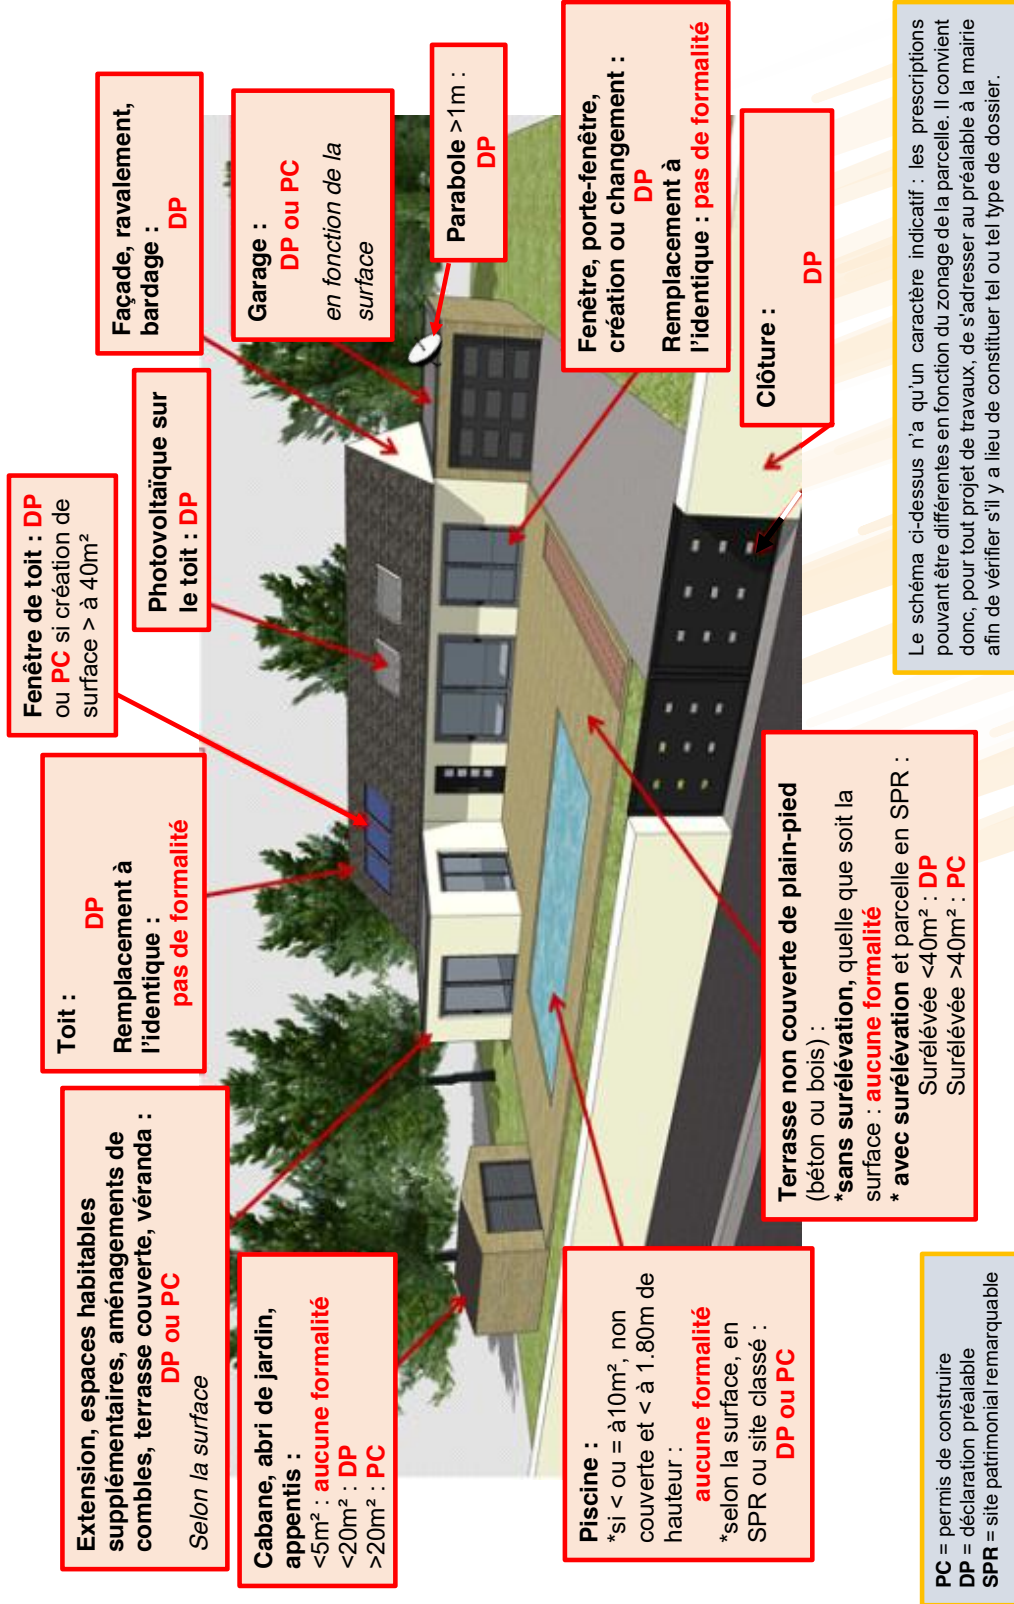 Extension, espaces habitables
supplémentaires, aménagements de
combles, terrasse couverte, véranda :
DP ou PC
Selon la surface
Toit :
DP
Remplacement à
l'identique :
pas de formalité
Fenêtre de toit : DP
ou PC si création de
surface > à 40m²
Photovoltaïque sur
le toit : DP
Façade, ravalement,
bardage :
DP
Garage :
DP ou PC
en fonction de la
surface
Parabole >1m :
DP
Fenêtre, porte-fenêtre,
création ou changement :
DP
Remplacement à
l'identique : pas de formalité
Clôture :
DP
Cabane, abri de jardin,
appentis :
<5m² : aucune formalité
<20m² : DP
>20m² : PC
Piscine :
*si < ou = à10m², non
couverte et < à 1.80m de
hauteur :
aucune formalité
*selon la surface, en
SPR ou site classé :
DP ou PC
Terrasse non couverte de plain-pied
(béton ou bois) :
*sans surélévation, quelle que soit la
surface : aucune formalité
* avec surélévation et parcelle en SPR :
Surélévée <40m² : DP
Surélévée >40m² : PC
PC = permis de construire
DP = déclaration préalable
SPR = site patrimonial remarquable
Le schéma ci-dessus n'a qu'un caractère indicatif : les prescriptions
pouvant être différentes en fonction du zonage de la parcelle. Il convient
donc, pour tout projet de travaux, de s'adresser au préalable à la mairie
afin de vérifier s'il y a lieu de constituer tel ou tel type de dossier.